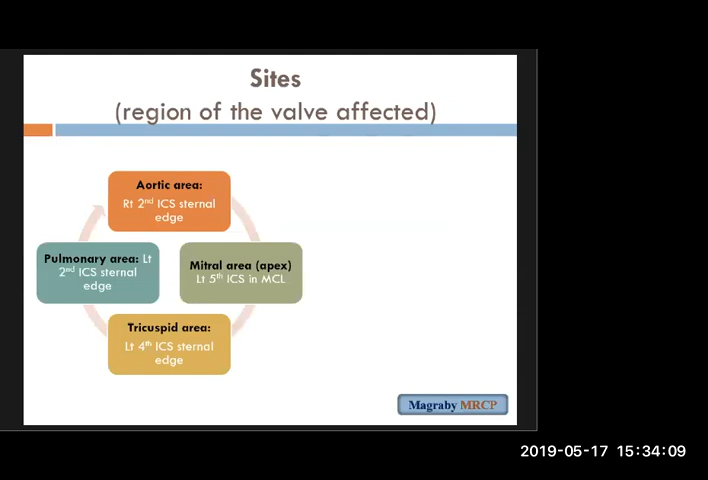 Sites
(region of the valve affected)
Aortic area:
Rt 2nd ICS sternal
edge
Pulmonary area: Lt
2nd ICS sternal
edge
Mitral area (apex)
Lt 5th ICS in MCL
Tricuspid area:
Lt 4th ICS sternal
edge
Magraby MRCP
2019-05-17 15:34:09